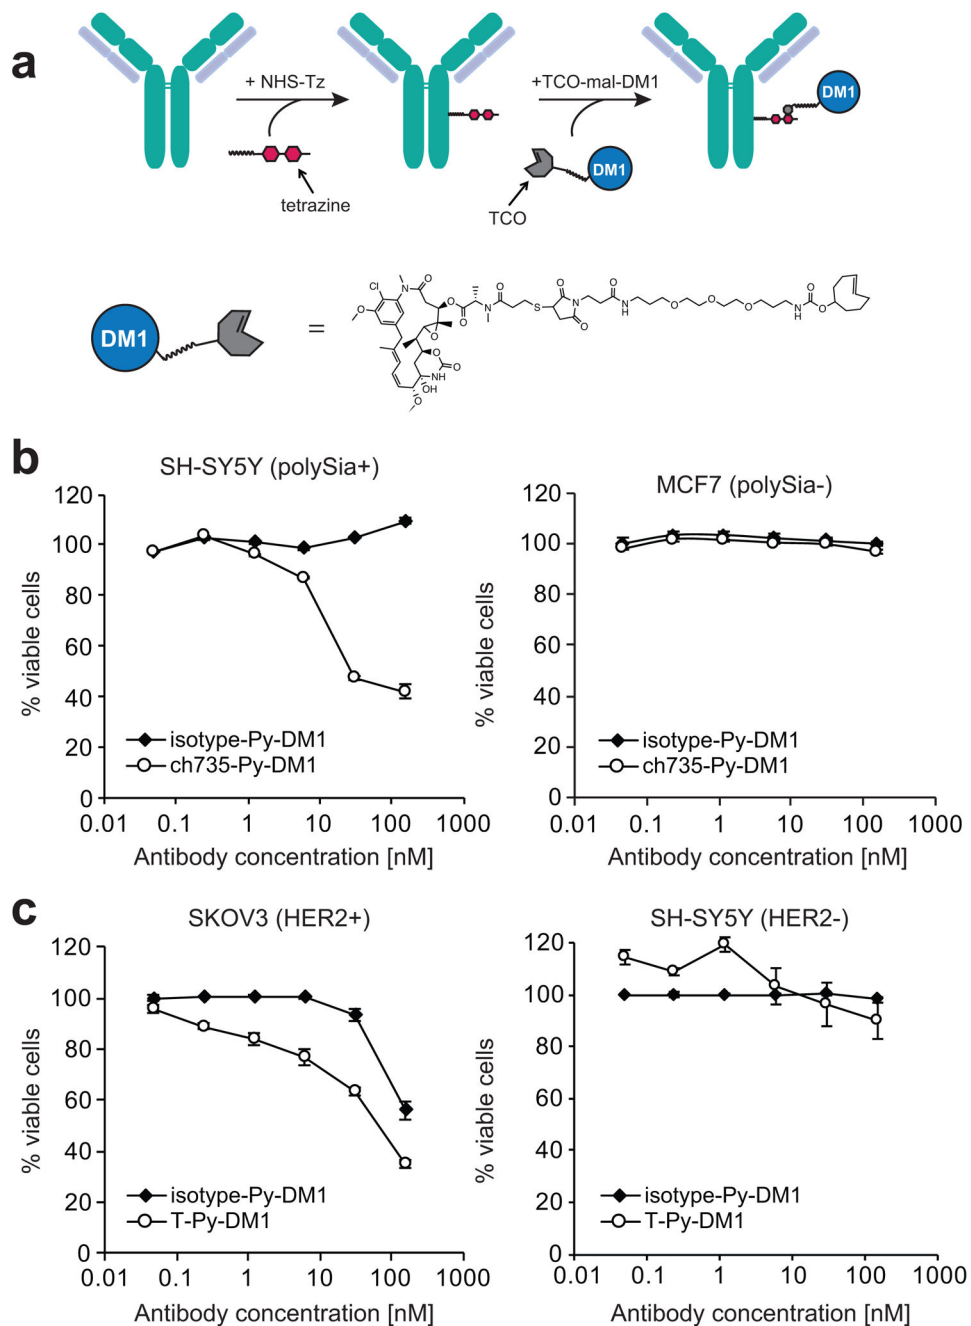 a
+ NHS-Tz
+TCO-mal-DM1
DM1
tetrazine
TCO
DM1
DM1
=
Cl
N
O
O
O
N
O
S
O
N
O
O
N
H
O
O
O
H
N
O
O
O
O
O
O
NH
OH
O
b
SH-SY5Y (polySia+)
% viable cells
120
100
80
60
40
20
0
isotype-Py-DM1
ch735-Py-DM1
0.01 0.1 1 10 100 1000
Antibody concentration [nM]
MCF7 (polySia-)
% viable cells
120
100
80
60
40
20
0
isotype-Py-DM1
ch735-Py-DM1
0.01 0.1 1 10 100 1000
Antibody concentration [nM]
c
SKOV3 (HER2+)
% viable cells
120
100
80
60
40
20
0
isotype-Py-DM1
T-Py-DM1
0.01 0.1 1 10 100 1000
Antibody concentration [nM]
SH-SY5Y (HER2-)
% viable cells
120
100
80
60
40
20
0
isotype-Py-DM1
T-Py-DM1
0.01 0.1 1 10 100 1000
Antibody concentration [nM]